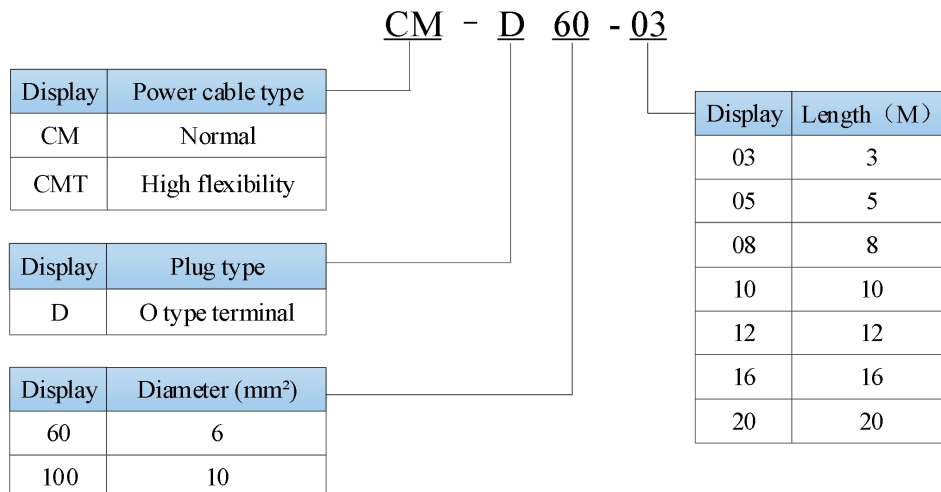 CM - D 60 - 03
Display Power cable type
CM Normal
CMT High flexibility
Display Plug type
D O type terminal
Display Diameter (mm²)
60 6
100 10
Display Length（M）
03 3
05 5
08 8
10 10
12 12
16 16
20 20